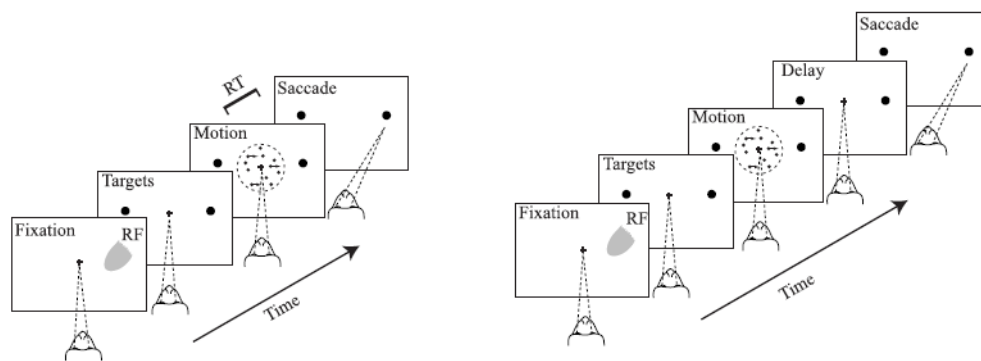 Fixation
RF
Targets
Motion
RT
Saccade
Time
Fixation
RF
Targets
Motion
Delay
Saccade
Time